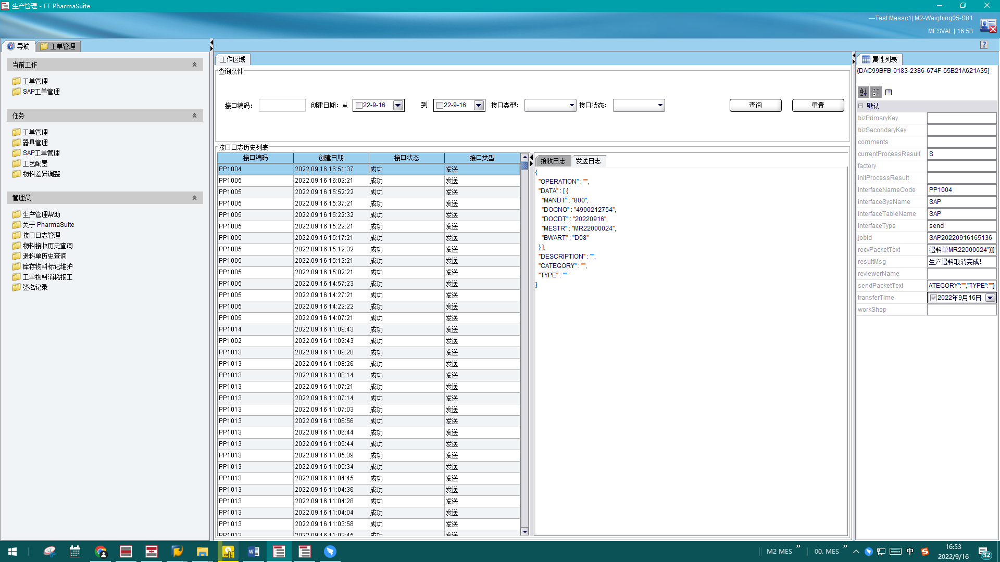 生产管理 - FT PharmaSuite
---Test.Messc1| M2-Weighing05-S01
MESVAL | 16:53
导航
工单管理
当前工作
工单管理
SAP工单管理
任务
工单管理
器具管理
SAP工单管理
工艺配置
物料差异调整
管理员
生产管理帮助
关于 PharmaSuite
接口日志管理
物料接收历史查询
退料单历史查询
库存物料标记维护
工单物料消耗报工
签名记录
工作区域
查询条件
接口编码： 创建日期：从 22-9-16 到 22-9-16 接口类型： 接口状态： 查询 重置
接口日志历史列表
接口编码 创建日期 接口状态 接口类型
PP1004 2022.09.16 16:51:37 成功 发送
PP1005 2022.09.16 16:02:21 成功 发送
PP1005 2022.09.16 15:52:22 成功 发送
PP1005 2022.09.16 15:37:21 成功 发送
PP1005 2022.09.16 15:22:32 成功 发送
PP1005 2022.09.16 15:22:21 成功 发送
PP1005 2022.09.16 15:17:21 成功 发送
PP1005 2022.09.16 15:12:32 成功 发送
PP1005 2022.09.16 15:12:21 成功 发送
PP1005 2022.09.16 15:02:21 成功 发送
PP1005 2022.09.16 14:57:23 成功 发送
PP1005 2022.09.16 14:27:21 成功 发送
PP1005 2022.09.16 14:22:22 成功 发送
PP1005 2022.09.16 14:07:21 成功 发送
PP1014 2022.09.16 11:09:43 成功 发送
PP1002 2022.09.16 11:09:43 成功 发送
PP1013 2022.09.16 11:09:28 成功 发送
PP1013 2022.09.16 11:08:26 成功 发送
PP1013 2022.09.16 11:08:14 成功 发送
PP1013 2022.09.16 11:07:21 成功 发送
PP1013 2022.09.16 11:07:14 成功 发送
PP1013 2022.09.16 11:07:03 成功 发送
PP1013 2022.09.16 11:06:56 成功 发送
PP1013 2022.09.16 11:06:44 成功 发送
PP1013 2022.09.16 11:05:44 成功 发送
PP1013 2022.09.16 11:05:39 成功 发送
PP1013 2022.09.16 11:05:34 成功 发送
PP1013 2022.09.16 11:04:45 成功 发送
PP1013 2022.09.16 11:04:36 成功 发送
PP1013 2022.09.16 11:04:28 成功 发送
PP1013 2022.09.16 11:04:04 成功 发送
PP1013 2022.09.16 11:03:58 成功 发送
PP1013 2022.09.16 11:03:45 成功 发送
接收日志 发送日志
{
"OPERATION" : "",
"DATA" : [ {
"MANDT" : "800",
"DOCNO" : "4900212754",
"DOCDT" : "20220916",
"MESTR" : "MR22000024",
"BWART" : "D08"
} ],
"DESCRIPTION" : "",
"CATEGORY" : "",
"TYPE" : ""
}
属性列表
{DAC99BFB-0183-2386-674F-55B21A621A35}
默认
bizPrimaryKey
bizSecondaryKey
comments
currentProcessResult S
factory
initProcessResult
interfaceNameCode PP1004
interfaceSysName SAP
interfaceTableName SAP
interfaceType send
jobId SAP20220916165136
recvPacketText 退料单MR22000024"}]}
resultMsg 生产退料取消完成！
reviewerName
sendPacketText ATEGORY":"","TYPE":""}
transferTime 2022年9月16日
workShop
M2 MES
00. MES
中
16:53
2022/9/16
32